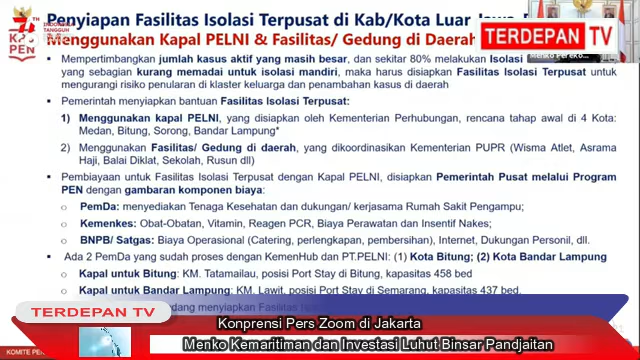 Penyiapan Fasilitas Isolasi Terpusat di Kab/Kota Luar
Menggunakan Kapal PELNI & Fasilitas/ Gedung di Daerah
TERDEPAN TV
INDONESIA
TANGGUH
KPC PEN
• Mempertimbangkan jumlah kasus aktif yang masih besar, dan sekitar 80% melakukan Isolasi
yang sebagian kurang memadai untuk isolasi mandiri, maka harus disiapkan Fasilitas Isolasi Terpusat untuk
mengurangi risiko penularan di klaster keluarga dan penambahan kasus di daerah
• Pemerintah menyiapkan bantuan Fasilitas Isolasi Terpusat:
1) Menggunakan kapal PELNI, yang disiapkan oleh Kementerian Perhubungan, rencana tahap awal di 4 Kota:
Medan, Bitung, Sorong, Bandar Lampung*
2) Menggunakan Fasilitas/ Gedung di daerah, yang dikoordinasikan Kementerian PUPR (Wisma Atlet, Asrama
Haji, Balai Diklat, Sekolah, Rusun dll)
• Pembiayaan untuk Fasilitas Isolasi Terpusat dengan Kapal PELNI, disiapkan Pemerintah Pusat melalui Program
PEN dengan gambaran komponen biaya:
o PemDa: menyediakan Tenaga Kesehatan dan dukungan/ kerjasama Rumah Sakit Pengampu;
o Kemenkes: Obat-Obatan, Vitamin, Reagen PCR, Biaya Perawatan dan Insentif Nakes;
o BNPB/ Satgas: Biaya Operasional (Catering, perlengkapan, pembersihan), Internet, Dukungan Personil, dll.
• Ada 2 PemDa yang sudah proses dengan KemenHub dan PT.PELNI: (1) Kota Bitung; (2) Kota Bandar Lampung
Kapal untuk Bitung: KM. Tatamailau, posisi Port Stay di Bitung, kapasitas 458 bed
Kapal untuk Bandar Lampung: KM. Lawit, posisi Port Stay di Semarang, kapasitas 437 bed.
TERDEPAN TV
Konprensi Pers Zoom di Jakarta
Menko Kemaritiman dan Investasi Luhut Binsar Pandjaitan
KOMITE